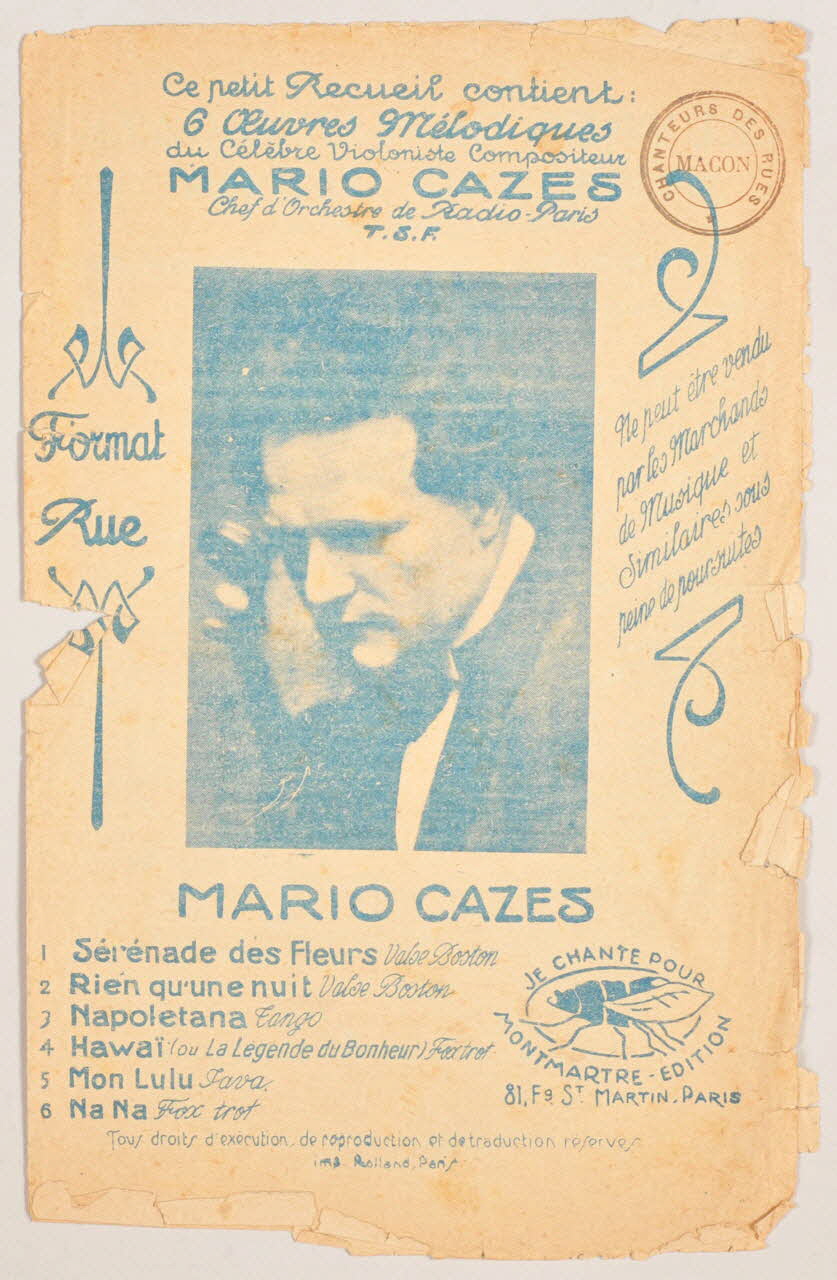 Ce petit Recueil contient :
6 Œuvres Mélodiques
du Célèbre Violoniste Compositeur
MARIO CAZES
Chef d'Orchestre de Radio-Paris
T.S.F.
CHANTEURS DES RUES
MACON
Format
Rue
Ne peut être vendu
par les Marchands
de Musique et
Similaires sous
peine de poursuites
MARIO CAZES
1 Sérénade des Fleurs Valse Boston
2 Rien qu'une nuit Valse Boston
3 Napoletana Tango
4 Hawaï (ou La Légende du Bonheur) Foxtrot
5 Mon Lulu Java
6 Na Na Fox trot
JE CHANTE POUR
MONTMARTRE-EDITION
81, Fg ST MARTIN-PARIS
Tous droits d'exécution, de reproduction et de traduction réservés
imp. Rolland, Paris